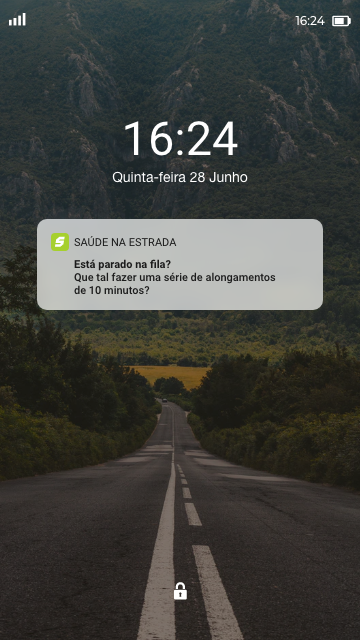 16:24
16:24
Quinta-feira 28 Junho
SAÚDE NA ESTRADA
Está parado na fila?
Que tal fazer uma série de alongamentos
de 10 minutos?